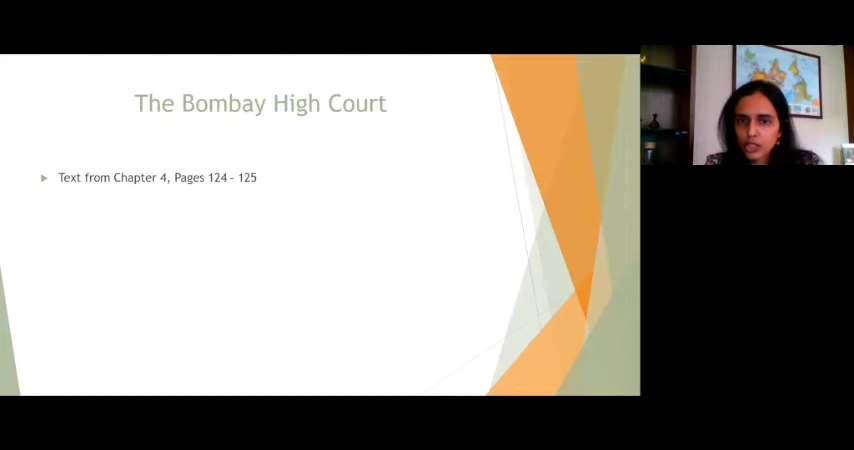 The Bombay High Court
Text from Chapter 4, Pages 124 – 125